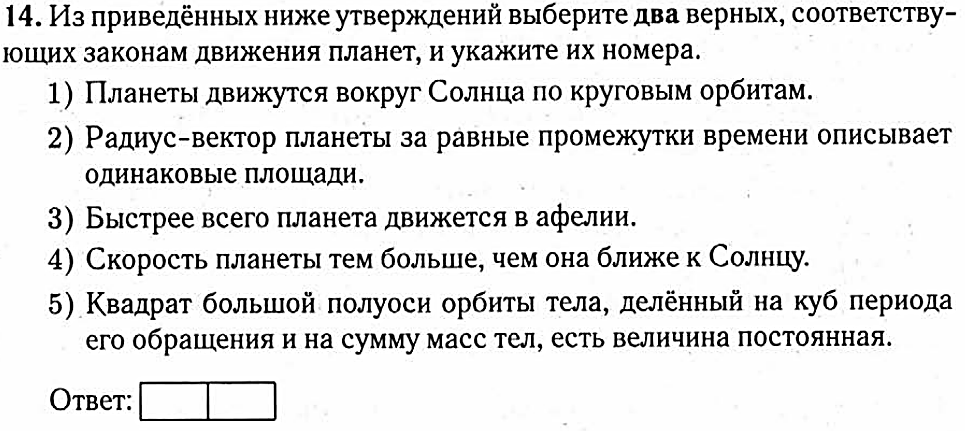 14. Из приведённых ниже утверждений выберите два верных, соответству-
ющих законам движения планет, и укажите их номера.
1) Планеты движутся вокруг Солнца по круговым орбитам.
2) Радиус-вектор планеты за равные промежутки времени описывает
одинаковые площади.
3) Быстрее всего планета движется в афелии.
4) Скорость планеты тем больше, чем она ближе к Солнцу.
5) Квадрат большой полуоси орбиты тела, делённый на куб периода
его обращения и на сумму масс тел, есть величина постоянная.
Ответ: